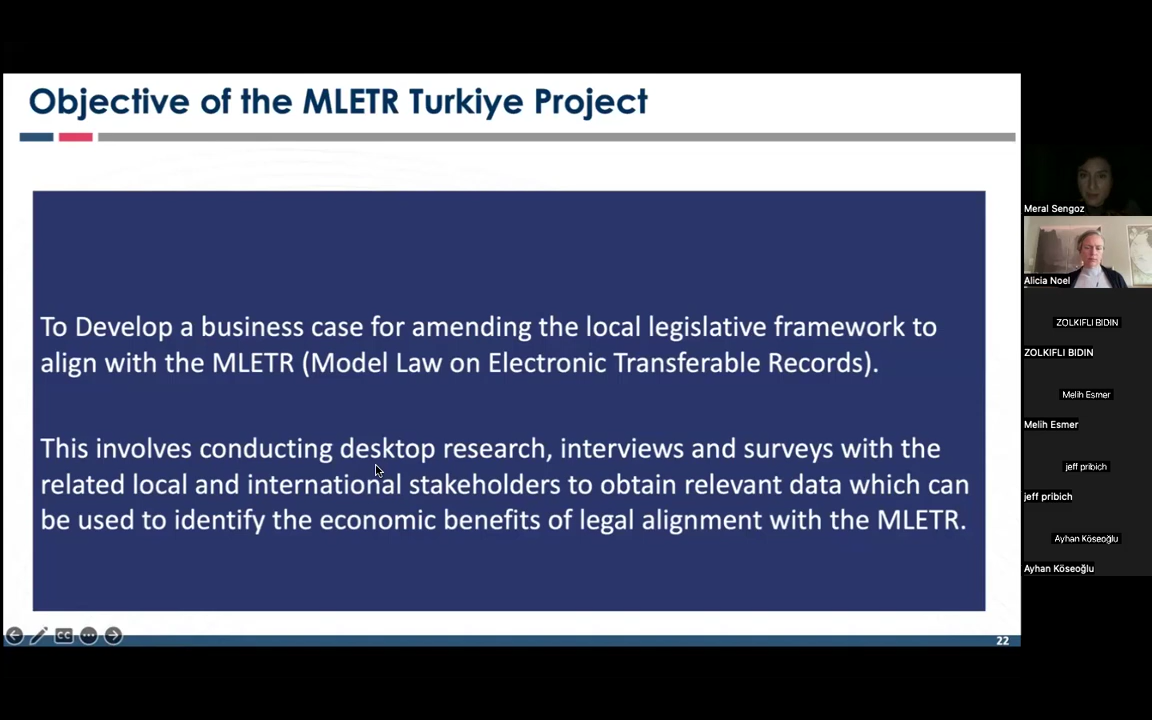 Objective of the MLETR Turkiye Project
To Develop a business case for amending the local legislative framework to
align with the MLETR (Model Law on Electronic Transferable Records).
This involves conducting desktop research, interviews and surveys with the
related local and international stakeholders to obtain relevant data which can
be used to identify the economic benefits of legal alignment with the MLETR.
CC
22
Meral Sengoz
Alicia Noel
ZOLKIFLI BIDIN
ZOLKIFLI BIDIN
Melih Esmer
Melih Esmer
jeff pribich
jeff pribich
Ayhan Köseoğlu
Ayhan Köseoğlu